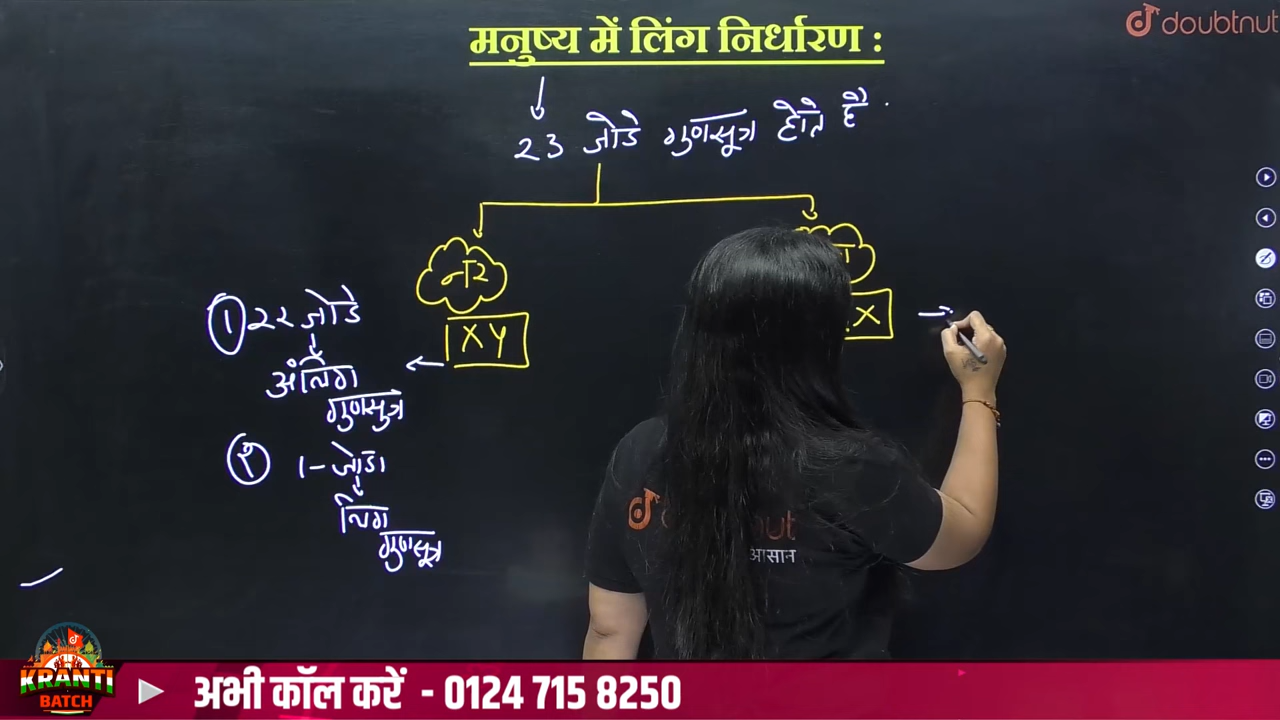 doubtnut
मनुष्य में लिंग निर्धारण :
23 जोडे गुणसूत्र होते है .
नर
XY
X
① 22 जोडे
अंलिंग
गुणसुत्र
② 1 - जोडा
लिंग
गुणसूत्र
आसान
KRANTI
BATCH
अभी कॉल करें - 0124 715 8250